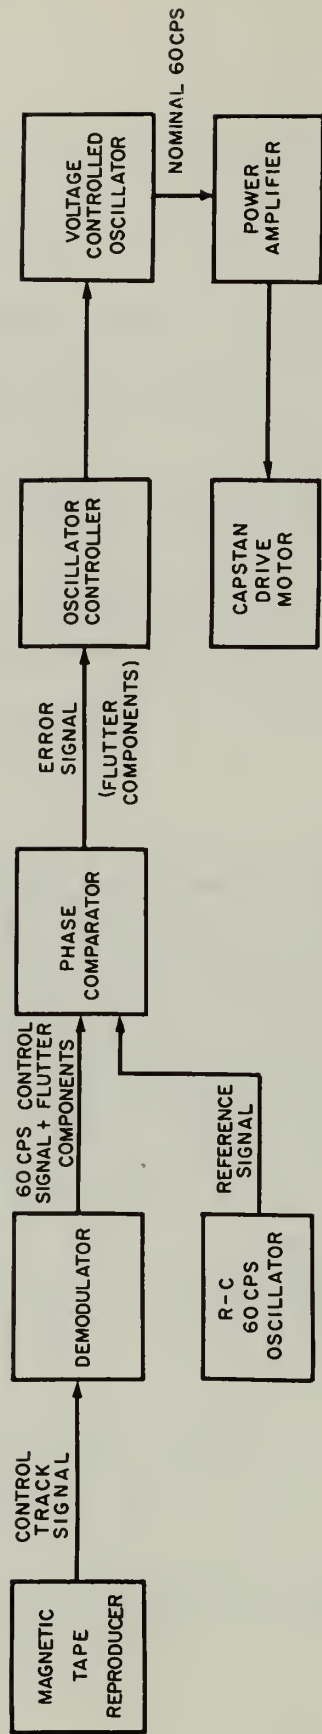 MAGNETIC
TAPE
REPRODUCER
CONTROL
TRACK
SIGNAL
DEMODULATOR
60 CPS CONTROL
SIGNAL + FLUTTER
COMPONENTS
R-C
60 CPS
OSCILLATOR
REFERENCE
SIGNAL
PHASE
COMPARATOR
ERROR
SIGNAL
(FLUTTER
COMPONENTS)
OSCILLATOR
CONTROLLER
VOLTAGE
CONTROLLED
OSCILLATOR
NOMINAL 60CPS
POWER
AMPLIFIER
CAPSTAN
DRIVE
MOTOR